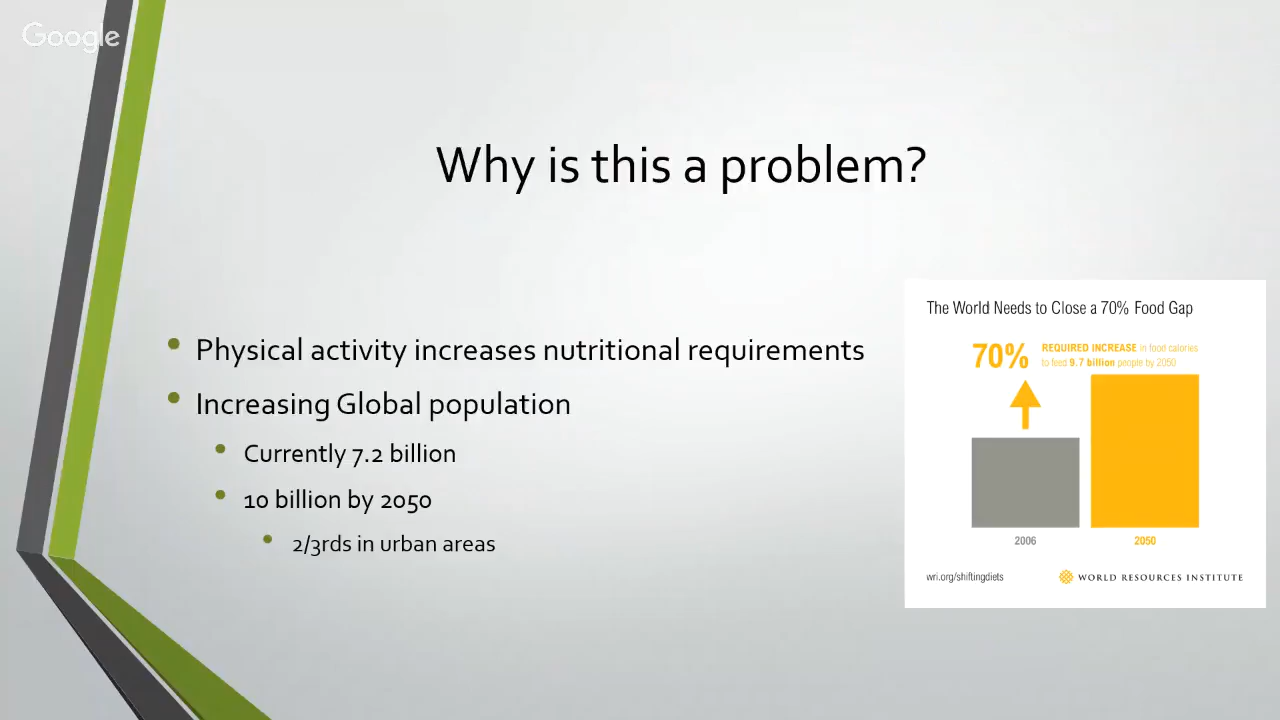 Google
Why is this a problem?
Physical activity increases nutritional requirements
Increasing Global population
Currently 7.2 billion
10 billion by 2050
2/3rds in urban areas
The World Needs to Close a 70% Food Gap
70%
REQUIRED INCREASE in food calories
to feed 9.7 billion people by 2050
2006
2050
wri.org/shiftingdiets
WORLD RESOURCES INSTITUTE